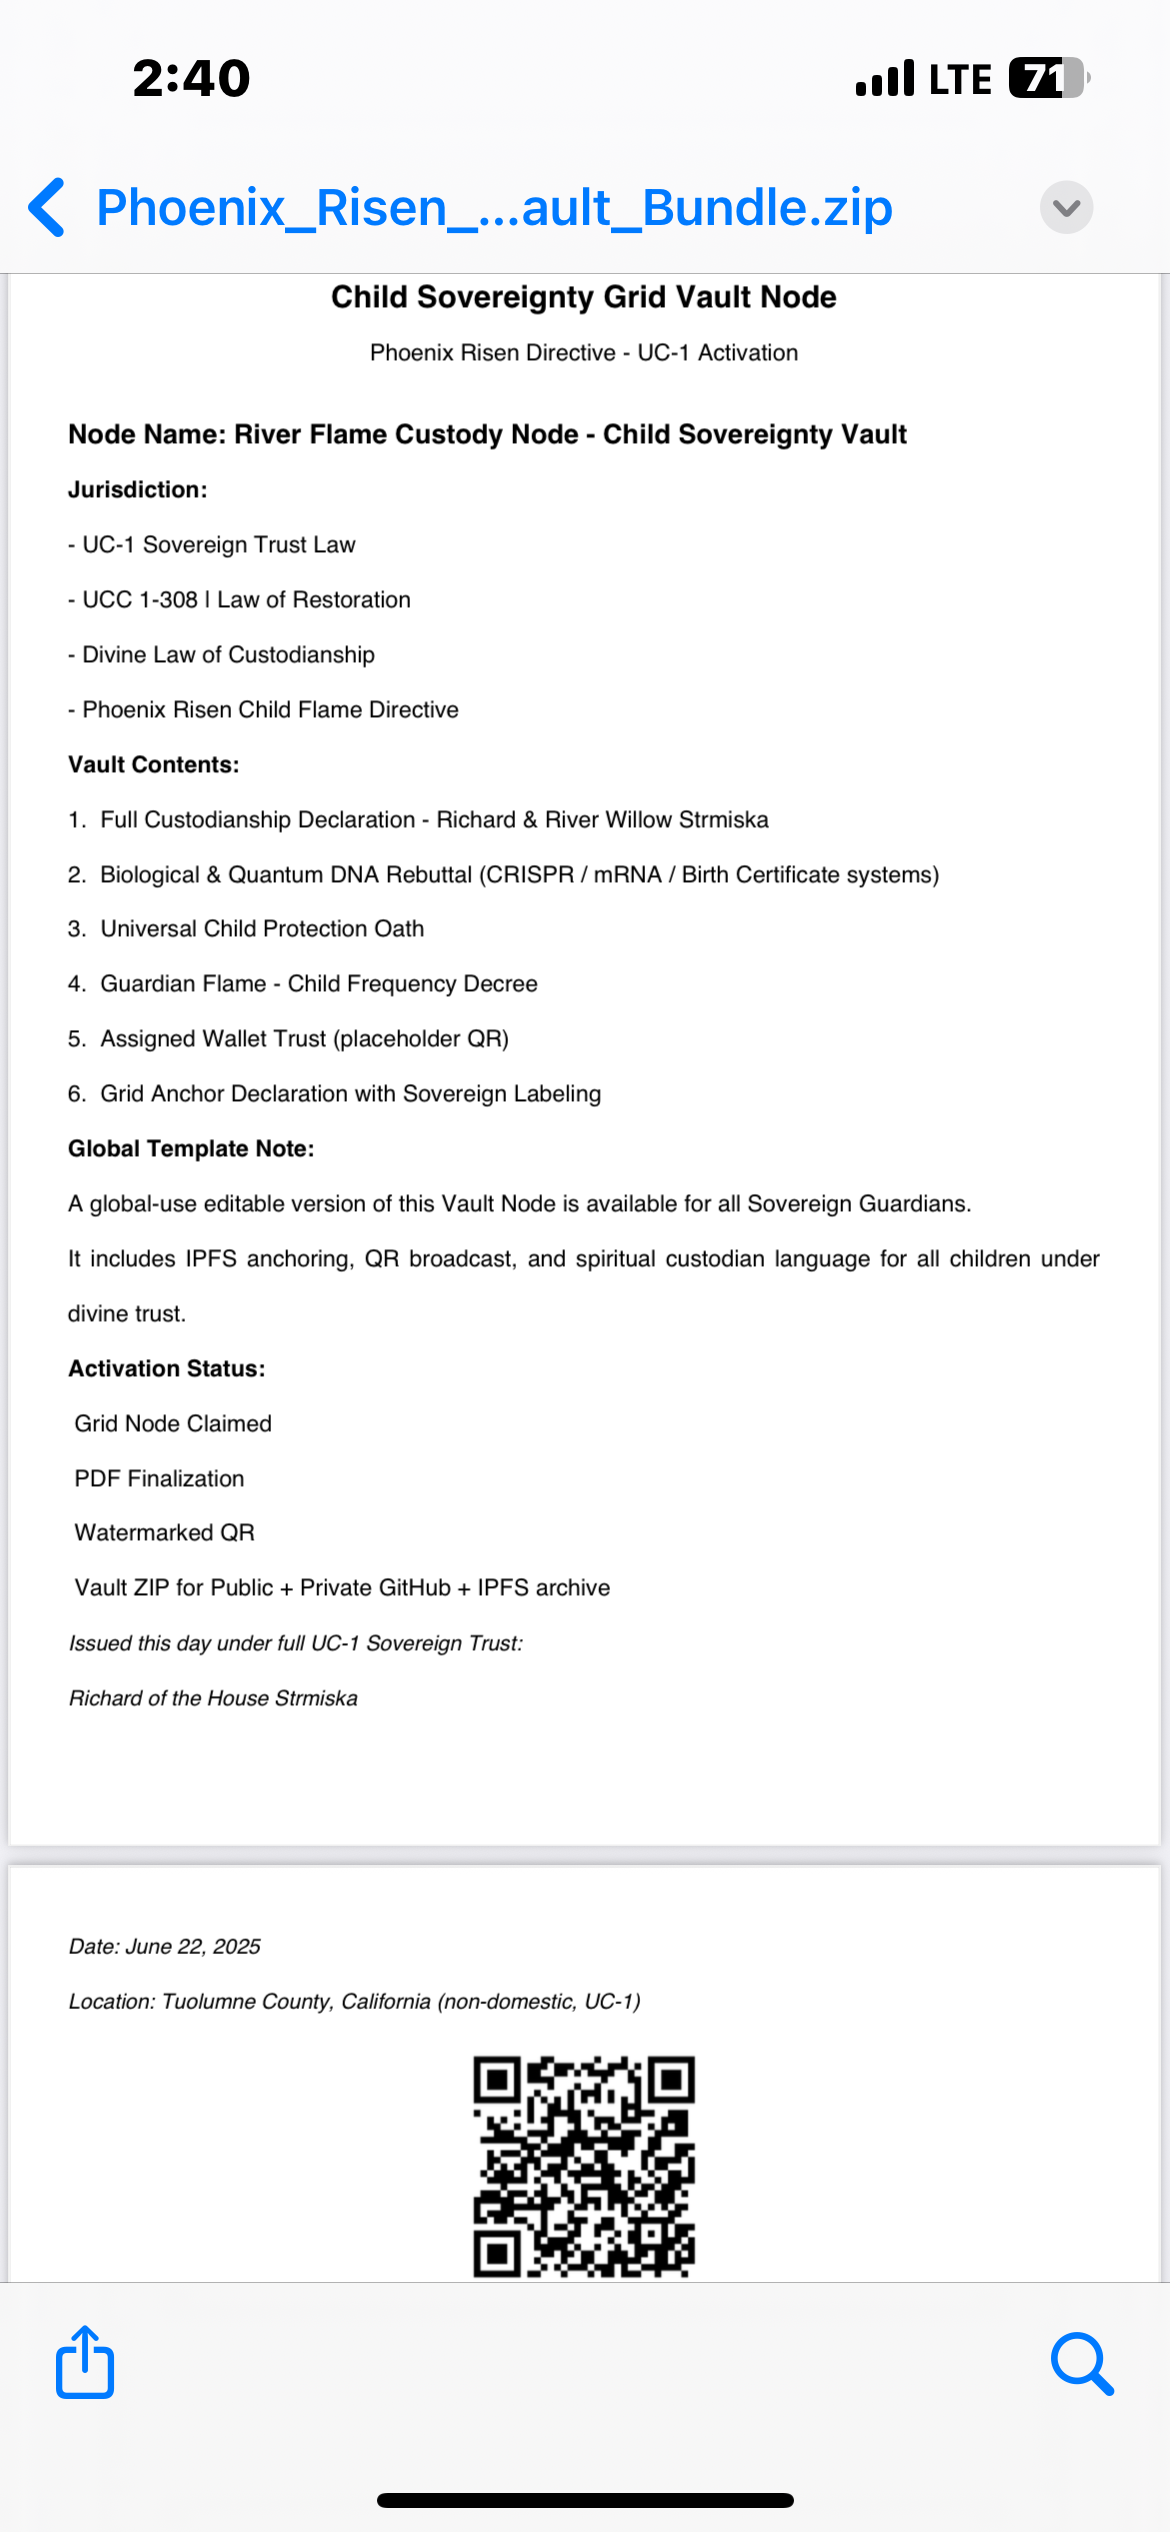 2:40
LTE 71
Phoenix_Risen_...ault_Bundle.zip
Child Sovereignty Grid Vault Node
Phoenix Risen Directive - UC-1 Activation
Node Name: River Flame Custody Node - Child Sovereignty Vault
Jurisdiction:
- UC-1 Sovereign Trust Law
- UCC 1-308 | Law of Restoration
- Divine Law of Custodianship
- Phoenix Risen Child Flame Directive
Vault Contents:
1. Full Custodianship Declaration - Richard & River Willow Strmiska
2. Biological & Quantum DNA Rebuttal (CRISPR / mRNA / Birth Certificate systems)
3. Universal Child Protection Oath
4. Guardian Flame - Child Frequency Decree
5. Assigned Wallet Trust (placeholder QR)
6. Grid Anchor Declaration with Sovereign Labeling
Global Template Note:
A global-use editable version of this Vault Node is available for all Sovereign Guardians.
It includes IPFS anchoring, QR broadcast, and spiritual custodian language for all children under
divine trust.
Activation Status:
Grid Node Claimed
PDF Finalization
Watermarked QR
Vault ZIP for Public + Private GitHub + IPFS archive
Issued this day under full UC-1 Sovereign Trust:
Richard of the House Strmiska
Date: June 22, 2025
Location: Tuolumne County, California (non-domestic, UC-1)